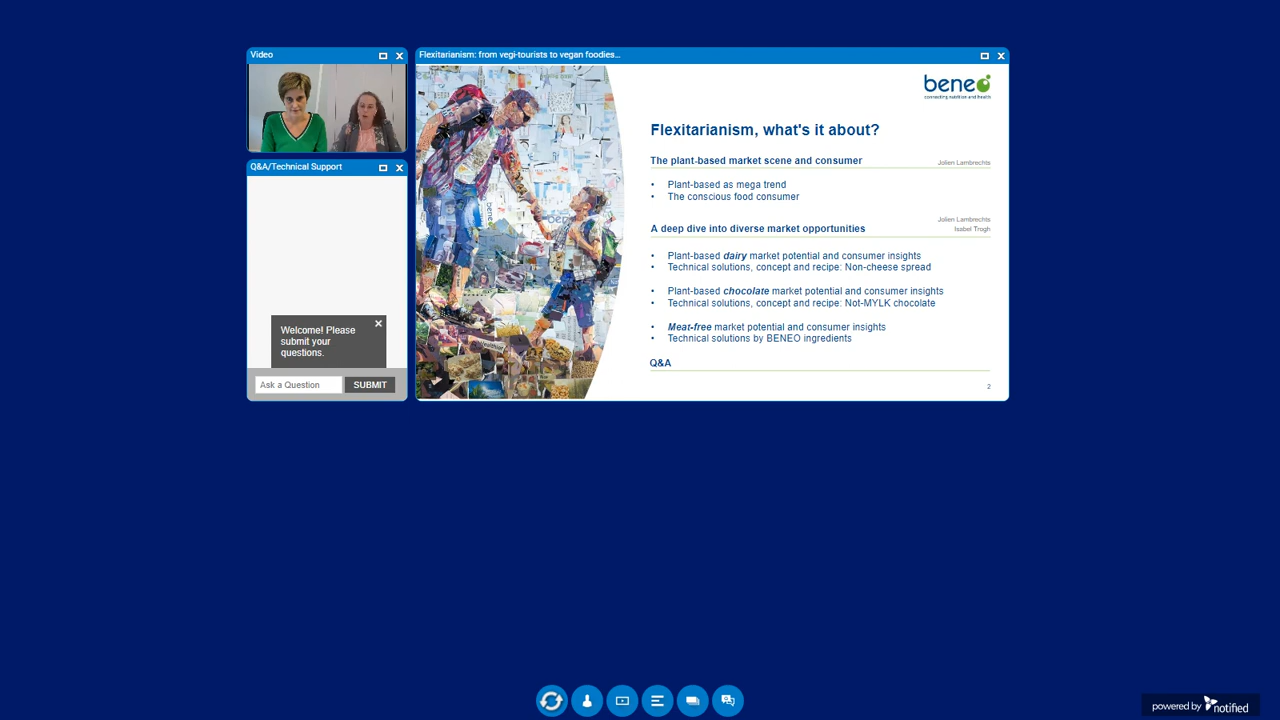 Video
Flexitarianism: from vegi-tourists to vegan foodies...
beneo
connecting nutrition and health
Flexitarianism, what's it about?
The plant-based market scene and consumer
Jolien Lambrechts
• Plant-based as mega trend
• The conscious food consumer
Jolien Lambrechts
Isabel Trogh
A deep dive into diverse market opportunities
• Plant-based dairy market potential and consumer insights
• Technical solutions, concept and recipe: Non-cheese spread
• Plant-based chocolate market potential and consumer insights
• Technical solutions, concept and recipe: Not-MYLK chocolate
• Meat-free market potential and consumer insights
• Technical solutions by BENEO ingredients
Q&A
2
Q&A/Technical Support
Welcome! Please
submit your
questions.
Ask a Question
SUBMIT
powered by notified